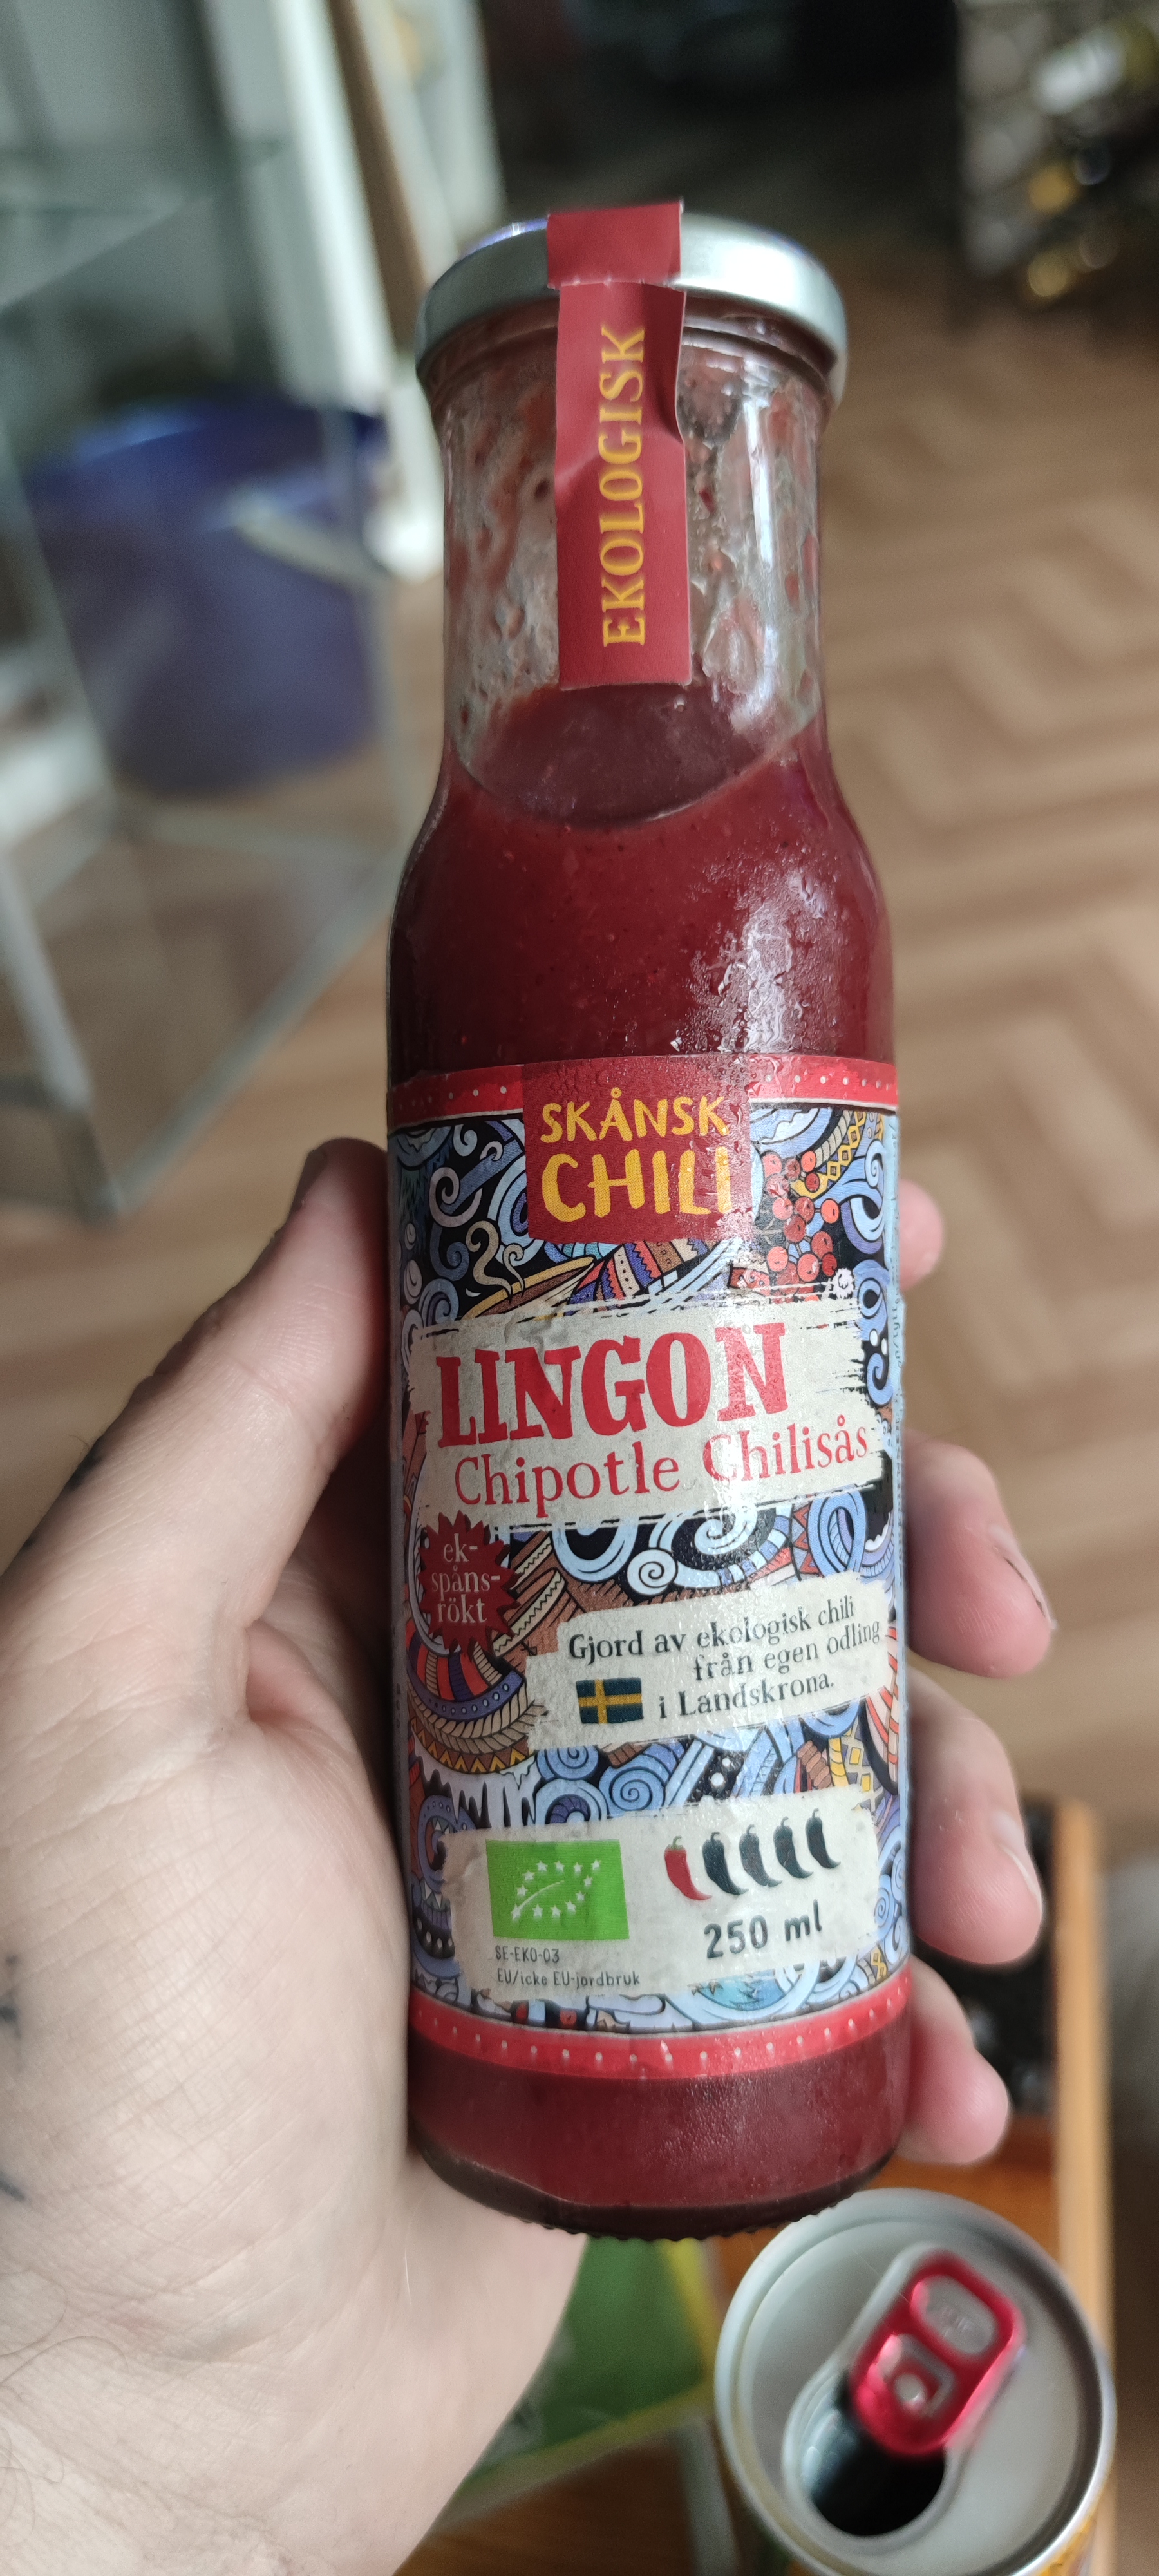 EKOLOGISK
SKÅNSK
CHILI
LINGON
Chipotle Chilisås
ek-
spåns-
rökt
Gjord av ekologisk chili
från egen odling
i Landskrona.
250 ml
SE-EKO-03
EU/icke EU-jordbruk